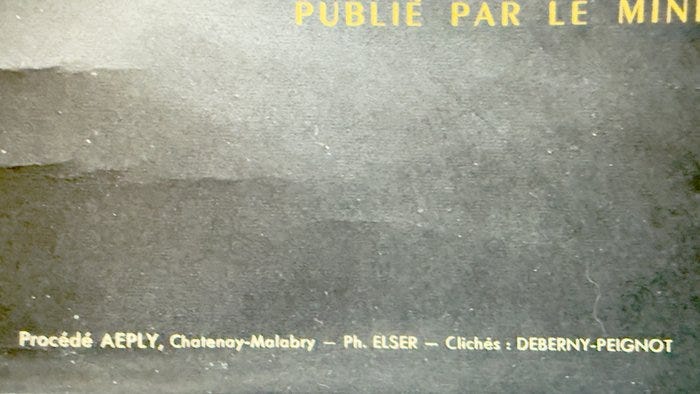 PUBLIÉ PAR LE MINI
Procédé AEPLY, Chatenay-Malabry — Ph. ELSER — Clichés : DEBERNY-PEIGNOT